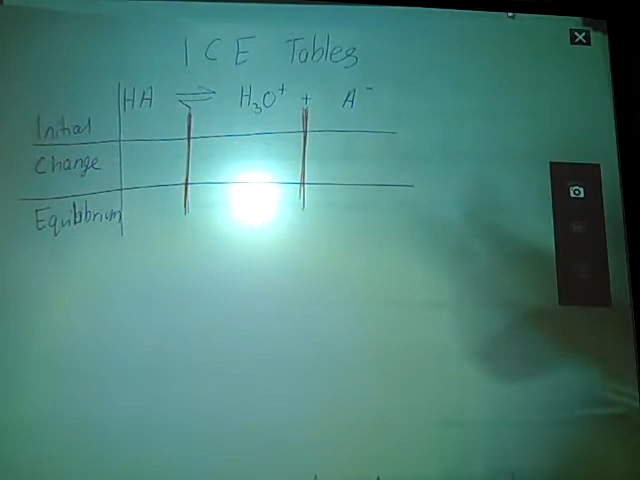 ICE Tables
HA ⇌ H₃O⁺ + A⁻
Initial
Change
Equilibrium